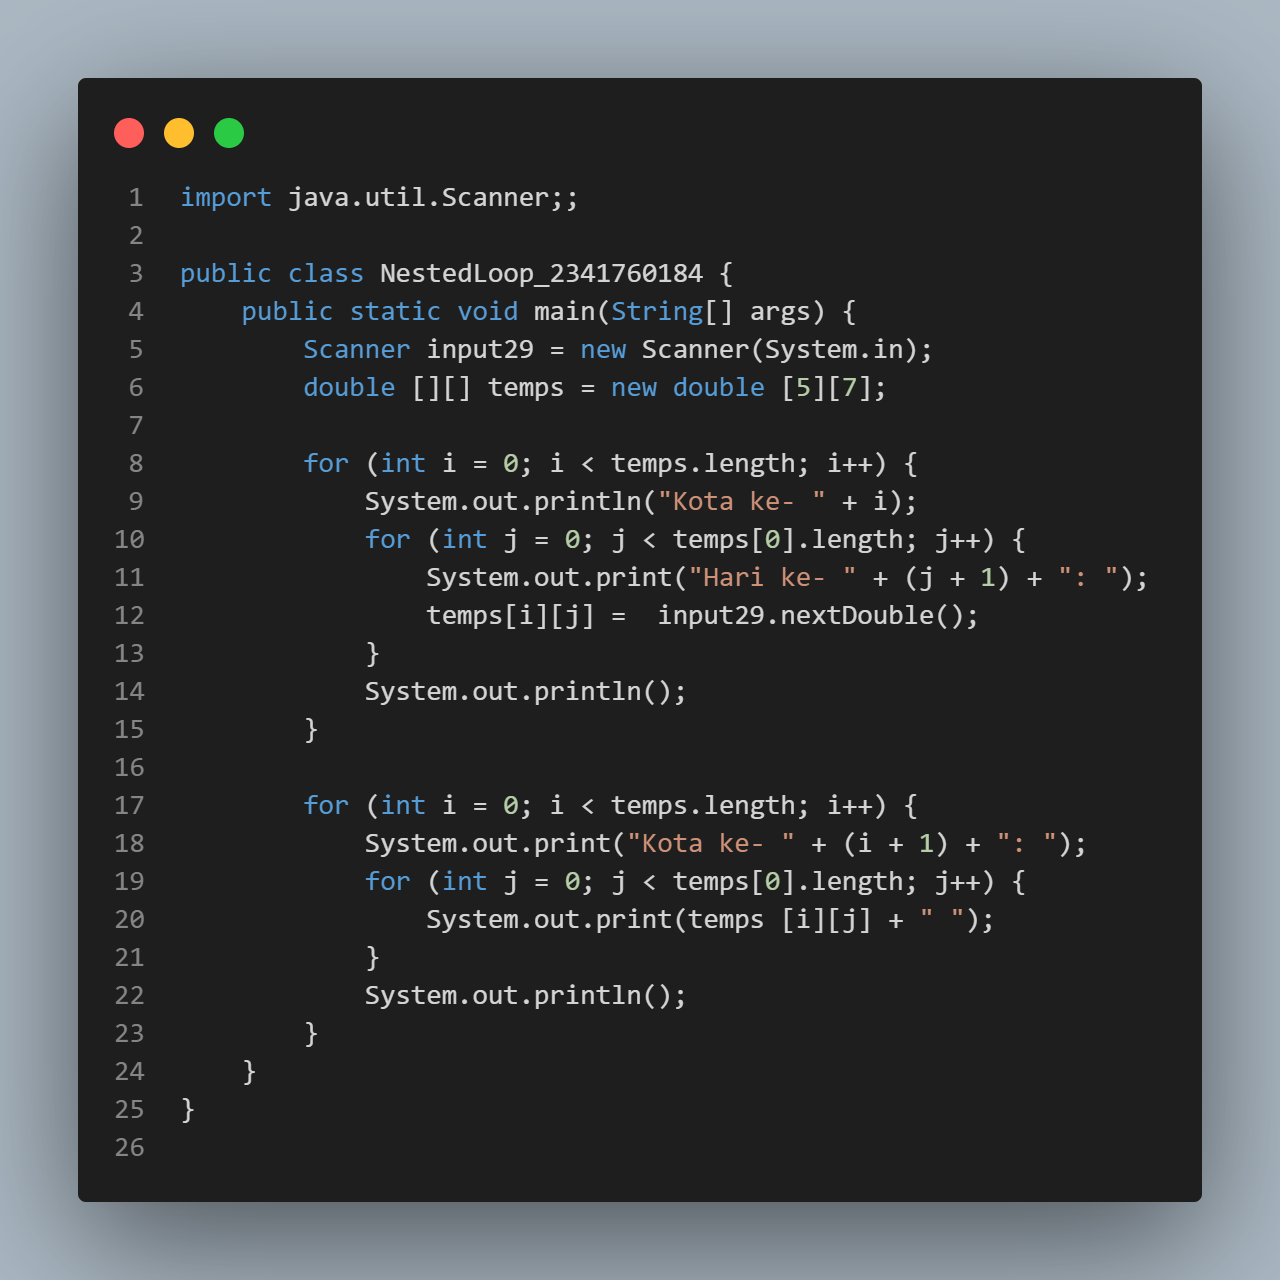 1 import java.util.Scanner;;
2
3 public class NestedLoop_2341760184 {
4     public static void main(String[] args) {
5         Scanner input29 = new Scanner(System.in);
6         double [][] temps = new double [5][7];
7
8         for (int i = 0; i < temps.length; i++) {
9             System.out.println("Kota ke- " + i);
10             for (int j = 0; j < temps[0].length; j++) {
11                 System.out.print("Hari ke- " + (j + 1) + ": ");
12                 temps[i][j] =  input29.nextDouble();
13             }
14             System.out.println();
15         }
16
17         for (int i = 0; i < temps.length; i++) {
18             System.out.print("Kota ke- " + (i + 1) + ": ");
19             for (int j = 0; j < temps[0].length; j++) {
20                 System.out.print(temps [i][j] + " ");
21             }
22             System.out.println();
23         }
24     }
25 }
26